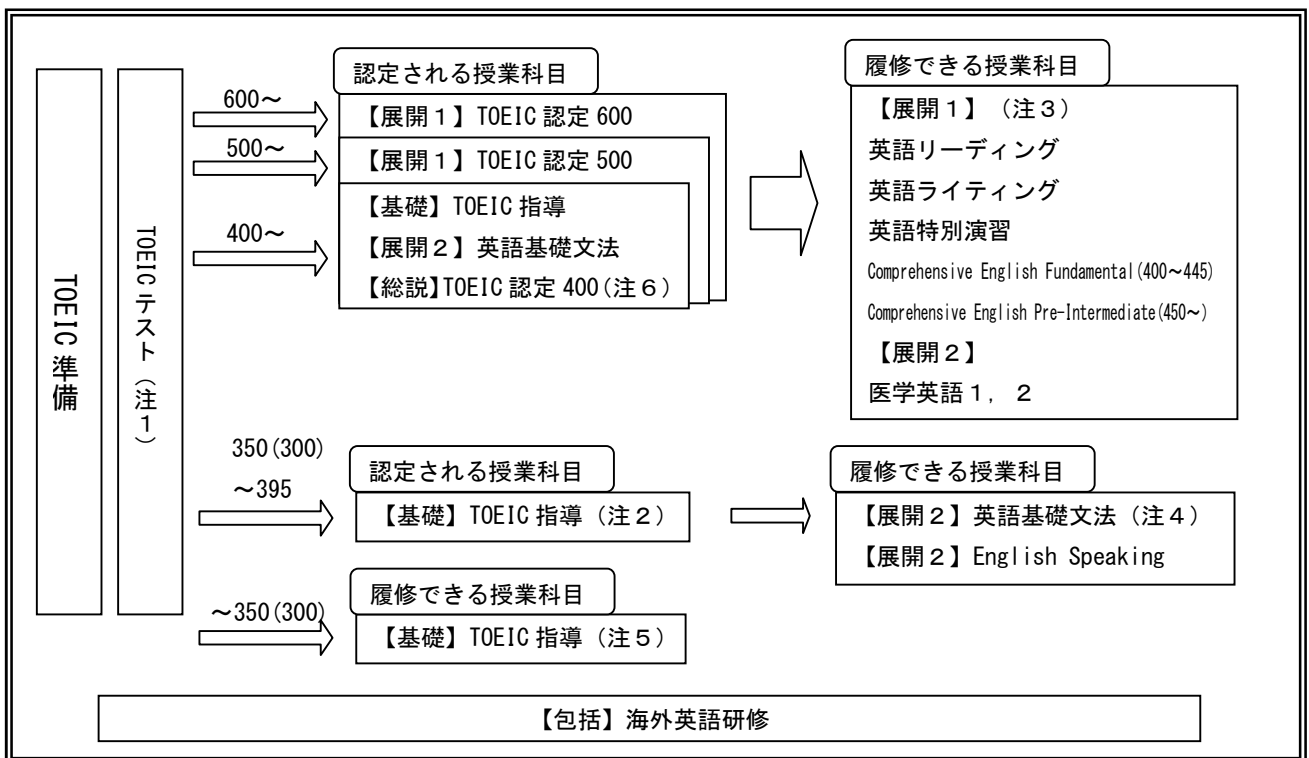 TOEIC 準備
TOEIC テスト(注1)
600~
500~
400~
認定される授業科目
【展開1】TOEIC 認定 600
【展開1】TOEIC 認定 500
【基礎】TOEIC 指導
【展開2】英語基礎文法
【総説】TOEIC 認定 400(注6)
履修できる授業科目
【展開1】(注3)
英語リーディング
英語ライティング
英語特別演習
Comprehensive English Fundamental(400~445)
Comprehensive English Pre-Intermediate(450~)
【展開2】
医学英語1,2
350(300)
~395
認定される授業科目
【基礎】TOEIC 指導(注2)
履修できる授業科目
【展開2】英語基礎文法(注4)
【展開2】English Speaking
~350(300)
履修できる授業科目
【基礎】TOEIC 指導(注5)
【包括】海外英語研修